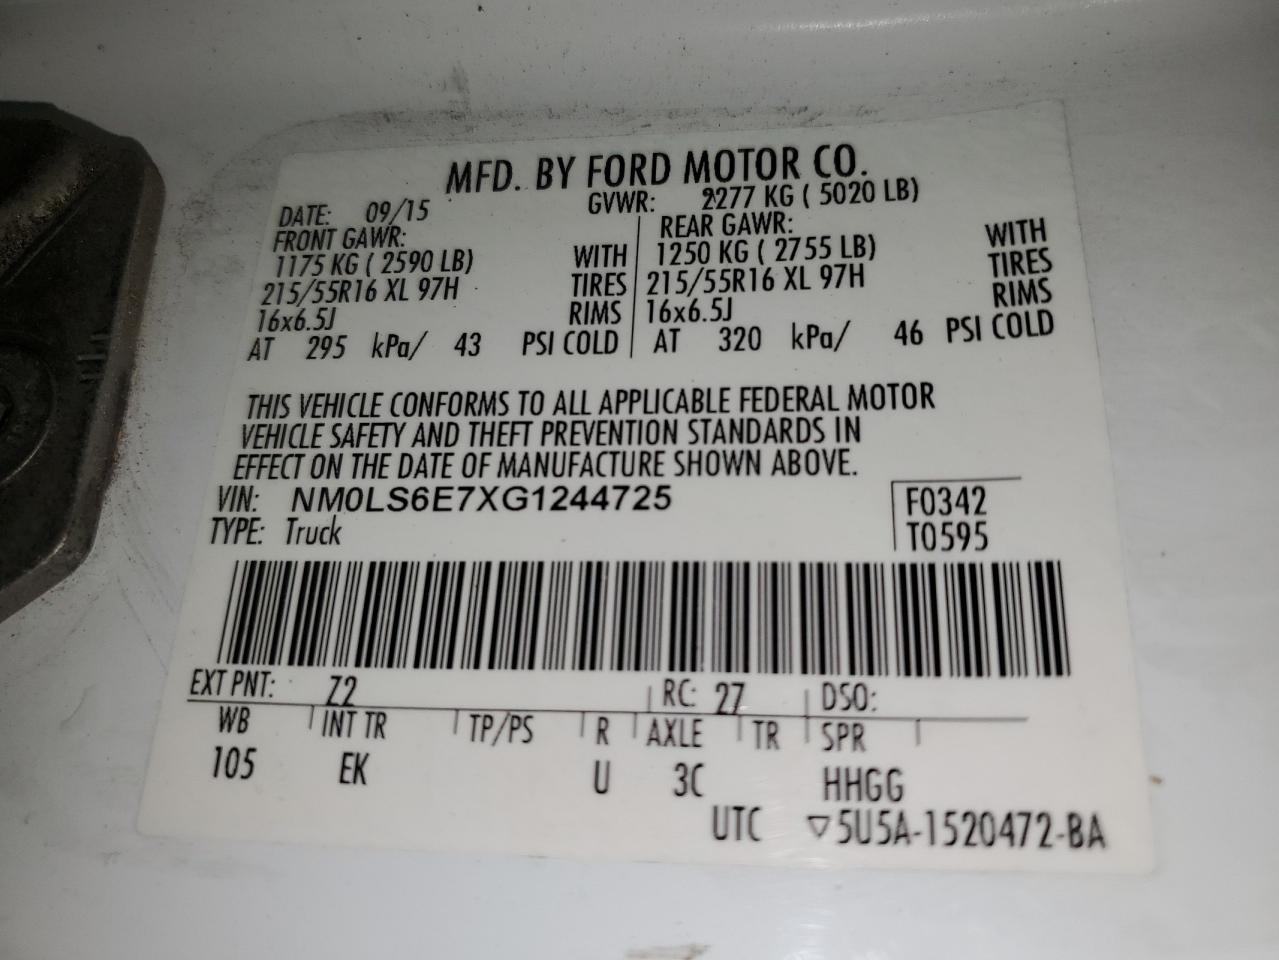 MFD. BY FORD MOTOR CO.
DATE: 09/15 GVWR: 2277 KG ( 5020 LB)
FRONT GAWR: REAR GAWR:
1175 KG ( 2590 LB) WITH 1250 KG ( 2755 LB) WITH
215/55R16 XL 97H TIRES 215/55R16 XL 97H TIRES
16x6.5J RIMS 16x6.5J RIMS
AT 295 kPa/ 43 PSI COLD AT 320 kPa/ 46 PSI COLD
THIS VEHICLE CONFORMS TO ALL APPLICABLE FEDERAL MOTOR
VEHICLE SAFETY AND THEFT PREVENTION STANDARDS IN
EFFECT ON THE DATE OF MANUFACTURE SHOWN ABOVE.
VIN: NM0LS6E7XG1244725 F0342
TYPE: Truck T0595
EXT PNT: Z2 RC: 27 DSO:
WB INT TR TP/PS R AXLE TR SPR
105 EK U 3C HHGG
UTC ▽5U5A-1520472-BA